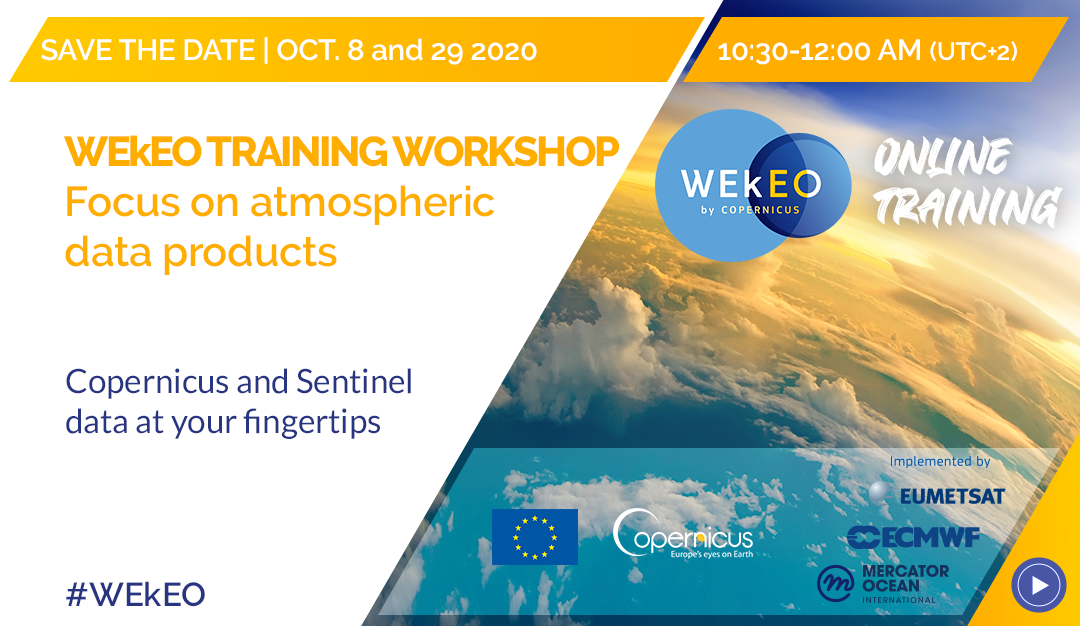 SAVE THE DATE | OCT. 8 and 29 2020
10:30-12:00 AM (UTC+2)
WEkEO TRAINING WORKSHOP
Focus on atmospheric
data products
WEkEO
by COPERNICUS
ONLINE
TRAINING
Copernicus and Sentinel
data at your fingertips
Implemented by
EUMETSAT
Copernicus
Europe's eyes on Earth
ECMWF
MERCATOR
OCEAN
INTERNATIONAL
#WEkEO